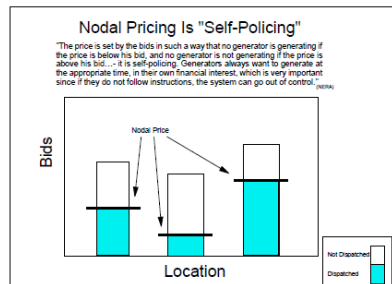 Nodal Pricing Is "Self-Policing"
"The price is set by the bids in such a way that no generator is generating if
the price is below his bid, and no generator is not generating if the price is
above his bid...- it is self-policing. Generators always want to generate at
the appropriate time, in their own financial interest, which is very important
since if they do not follow instructions, the system can go out of control."
(NERA)
Nodal Price
Bids
Location
Not Dispatched
Dispatched